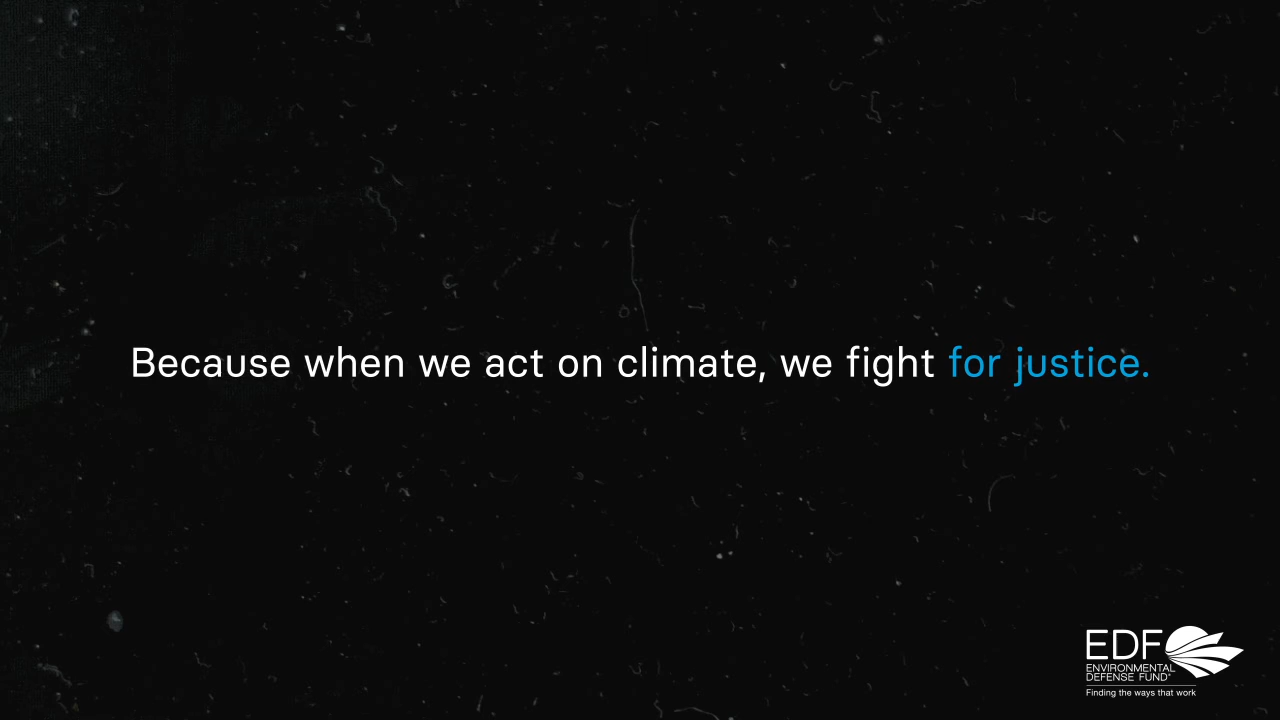 Because when we act on climate, we fight for justice.
EDF
ENVIRONMENTAL
DEFENSE FUND®
Finding the ways that work